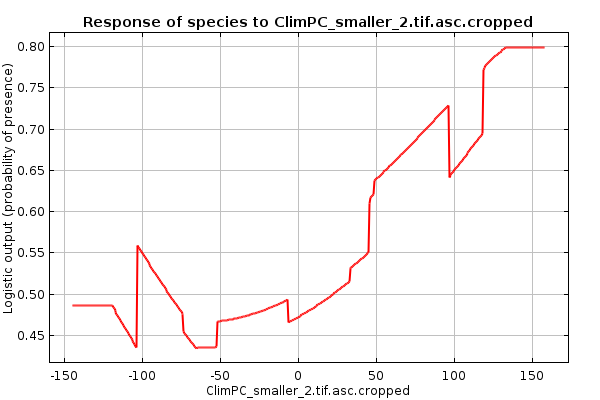 Response of species to ClimPC_smaller_2.tif.asc.cropped
Logistic output (probability of presence)
0.80
0.75
0.70
0.65
0.60
0.55
0.50
0.45
-150 -100 -50 0 50 100 150
ClimPC_smaller_2.tif.asc.cropped